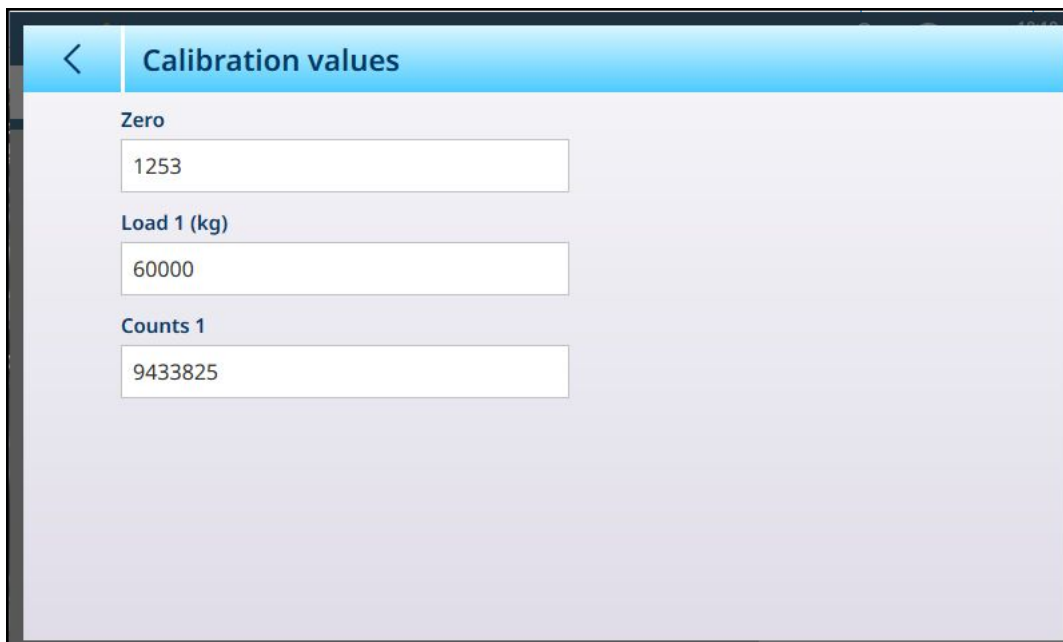 Calibration values
Zero
1253
Load 1 (kg)
60000
Counts 1
9433825